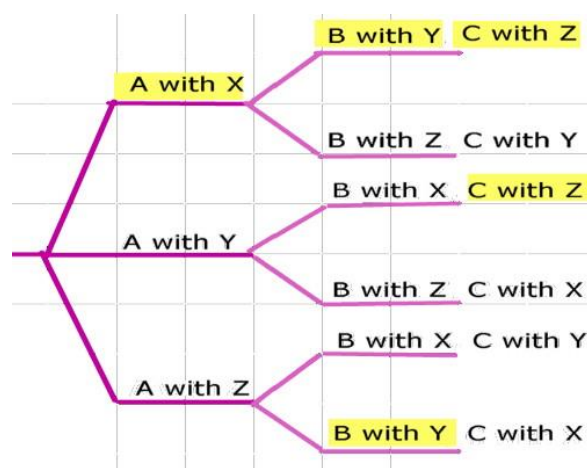 B with Y C with Z
A with X
B with Z C with Y
B with X C with Z
A with Y
B with Z C with X
B with X C with Y
A with Z
B with Y C with X